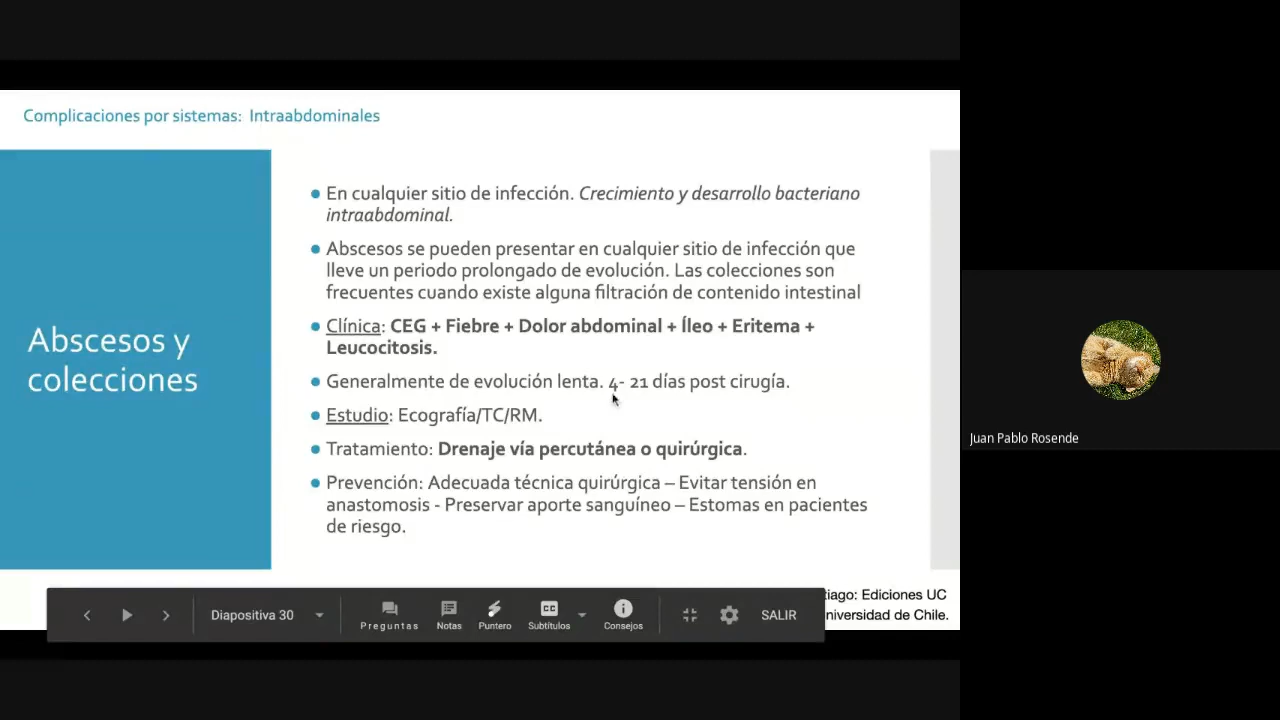 Complicaciones por sistemas: Intraabdominales
Abscesos y
colecciones
● En cualquier sitio de infección. Crecimiento y desarrollo bacteriano
intraabdominal.
● Abscesos se pueden presentar en cualquier sitio de infección que
lleve un periodo prolongado de evolución. Las colecciones son
frecuentes cuando existe alguna filtración de contenido intestinal
● Clínica: CEG + Fiebre + Dolor abdominal + Íleo + Eritema +
Leucocitosis.
● Generalmente de evolución lenta. 4- 21 días post cirugía.
● Estudio: Ecografía/TC/RM.
● Tratamiento: Drenaje vía percutánea o quirúrgica.
● Prevención: Adecuada técnica quirúrgica – Evitar tensión en
anastomosis - Preservar aporte sanguíneo – Estomas en pacientes
de riesgo.
tiago: Ediciones UC
niversidad de Chile.
Diapositiva 30
Preguntas
Notas
Puntero
CC
Subtítulos
Consejos
SALIR
Juan Pablo Rosende